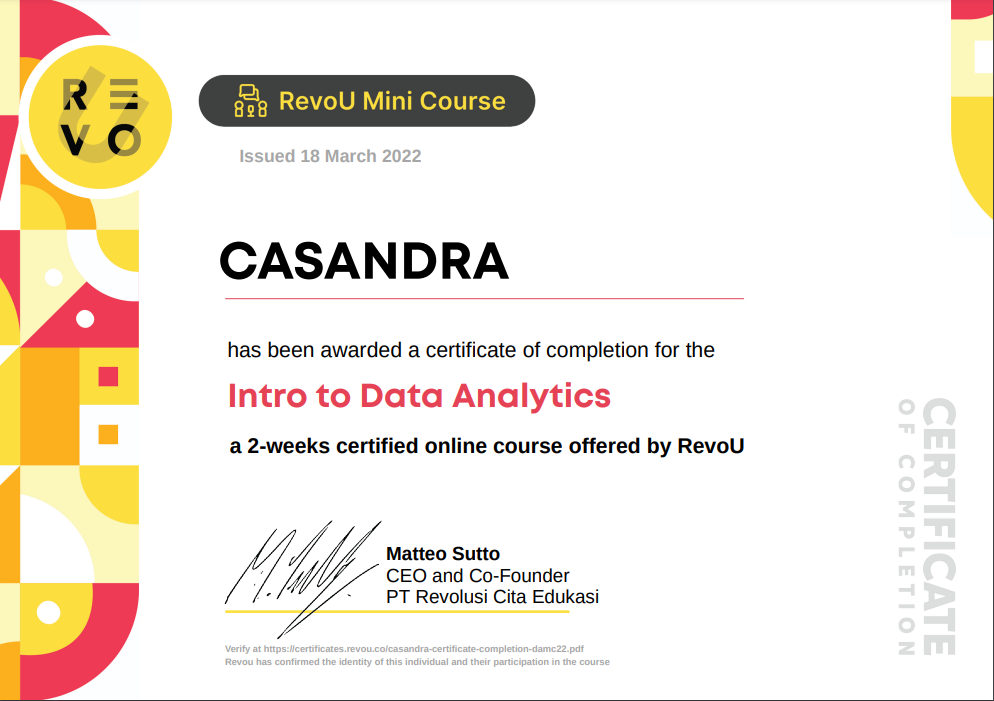 RE
VO
RevoU Mini Course
Issued 18 March 2022
CASANDRA
has been awarded a certificate of completion for the
Intro to Data Analytics
a 2-weeks certified online course offered by RevoU
Matteo Sutto
CEO and Co-Founder
PT Revolusi Cita Edukasi
Verify at https://certificates.revou.co/casandra-certificate-completion-damc22.pdf
Revou has confirmed the identity of this individual and their participation in the course
CERTIFICATE
OF COMPLETION